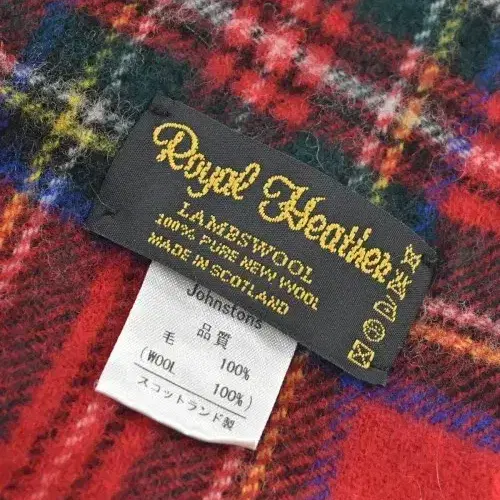 Royal Heather
LAMBSWOOL
100% PURE NEW WOOL
MADE IN SCOTLAND
Johnstons
品質
毛 100%
(WOOL 100%)
スコットランド製